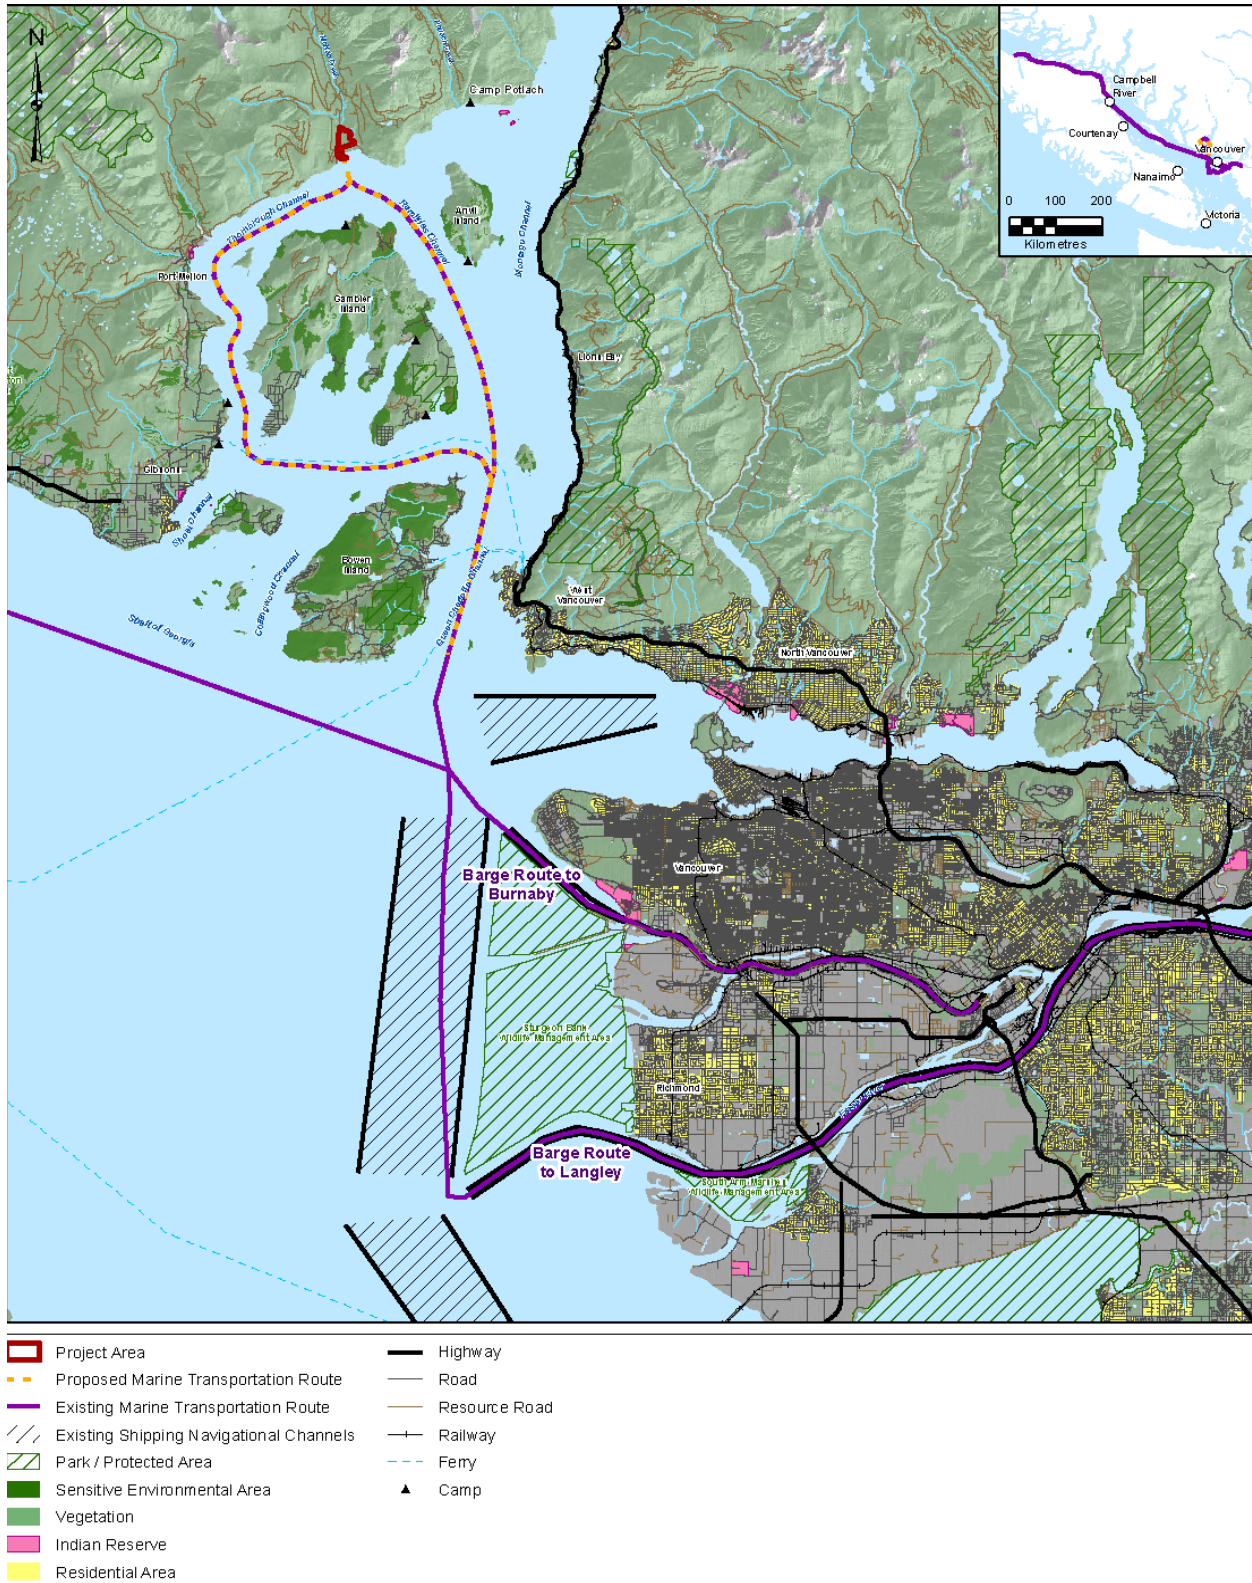 N
Camp Potlach
Campbell
River
Courtenay
Vancouver
Nanaimo
Victoria
0 100 200
Kilometres
Thornbrough Channel
Ramillies Channel
Anvil
Island
Montagu Channel
Port Mellon
Gambier
Island
Lions Bay
Gibsons
Shoal Channel
Collingwood Channel
Bowen
Island
Queen Charlotte Channel
Strait of Georgia
West
Vancouver
North Vancouver
Vancouver
Barge Route to
Burnaby
Sturgeon Bank
Wildlife Management Area
Richmond
Fraser River
Barge Route
to Langley
South Arm Marshes
Wildlife Management Area
Project Area
Proposed Marine Transportation Route
Existing Marine Transportation Route
Existing Shipping Navigational Channels
Park / Protected Area
Sensitive Environmental Area
Vegetation
Indian Reserve
Residential Area
Highway
Road
Resource Road
Railway
Ferry
Camp